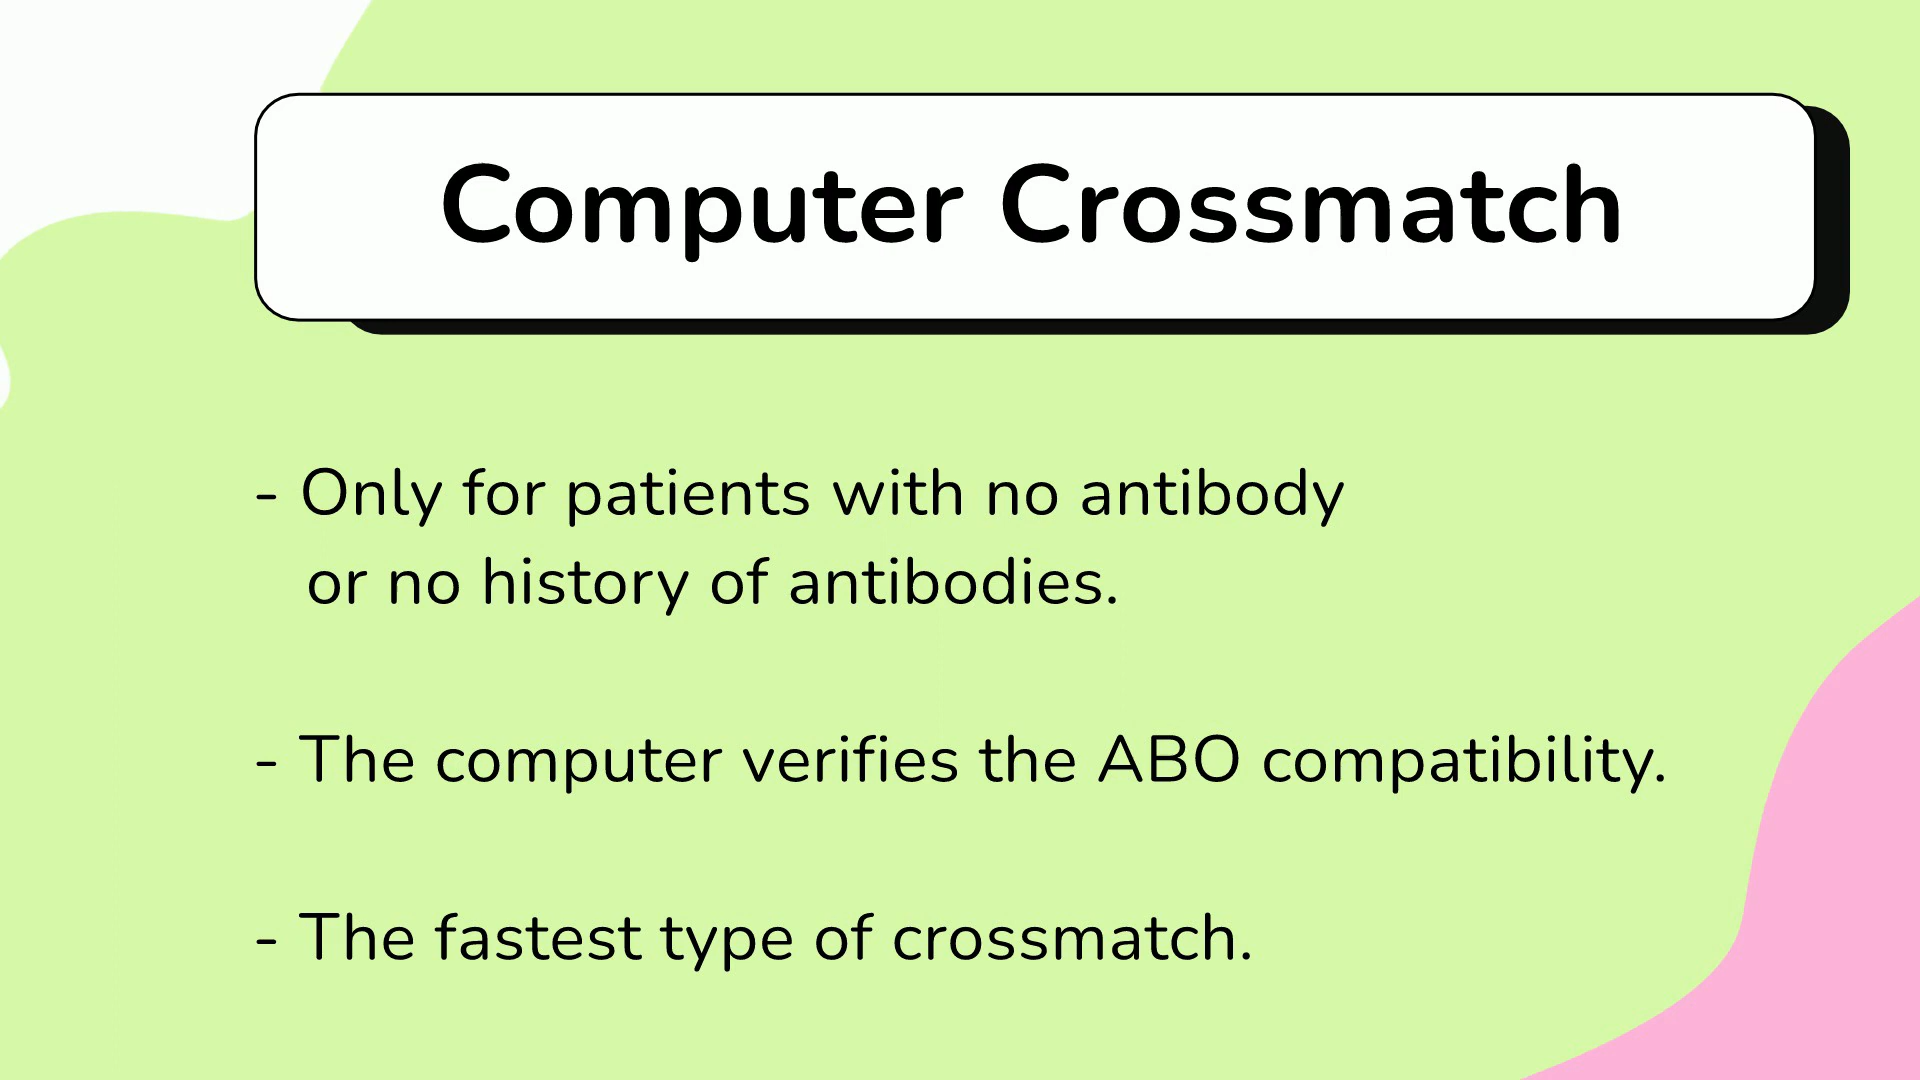 Computer Crossmatch
- Only for patients with no antibody
or no history of antibodies.
- The computer verifies the ABO compatibility.
- The fastest type of crossmatch.